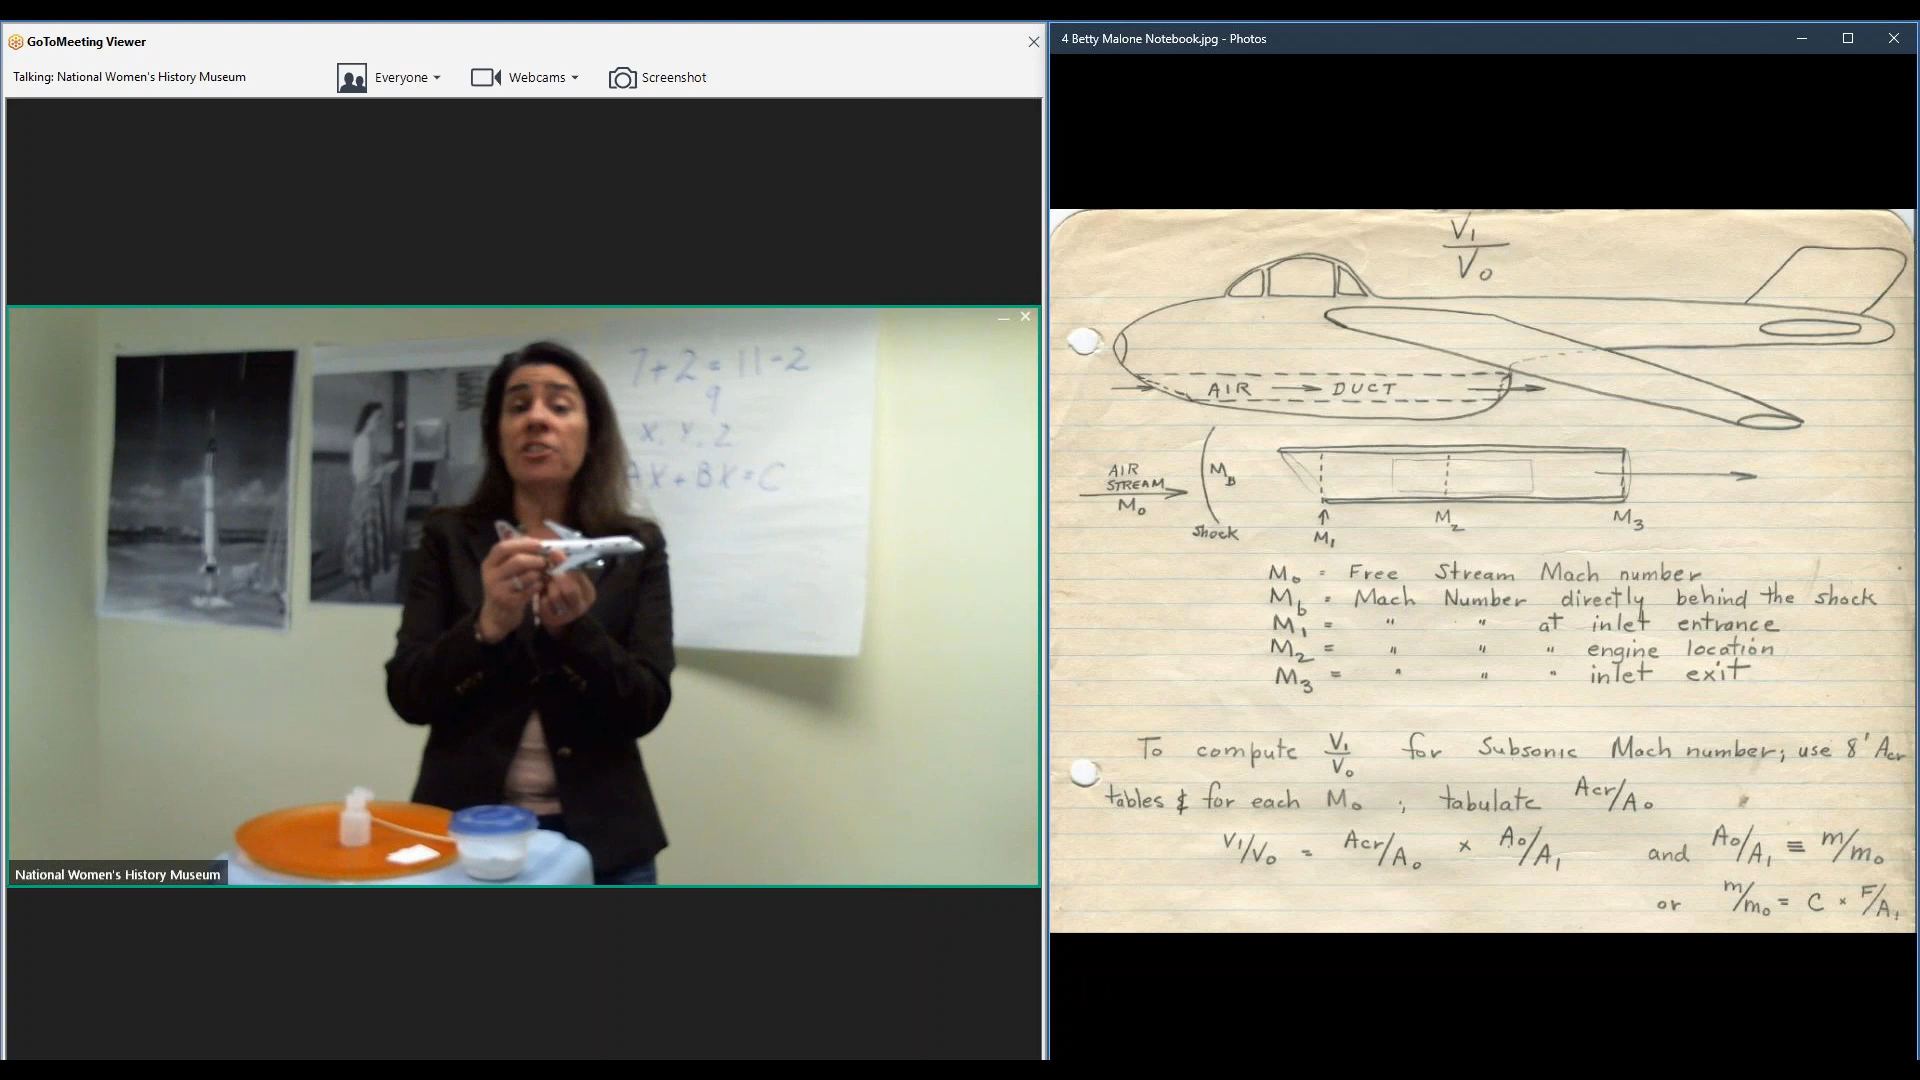 GoToMeeting Viewer
Talking: National Women's History Museum
Everyone
Webcams
Screenshot
7+2=11-2
9
X, Y, Z
AX+BX=C
National Women's History Museum
4 Betty Malone Notebook.jpg - Photos
V₁
V₀
AIR → DUCT
AIR
STREAM
M₀
M_B
shock
M₁
M₂
M₃
M₀ = Free Stream Mach number
M_b = Mach Number directly behind the shock
M₁ = " " at inlet entrance
M₂ = " " " engine location
M₃ = " " " inlet exit
To compute V₁/V₀ for Subsonic Mach number; use 8' Acr
tables & for each M₀ ; tabulate Acr/A₀
V₁/V₀ = Acr/A₀ × A₀/A₁ and A₀/A₁ ≡ m/m₀
or m/m₀ = C × F/A₁